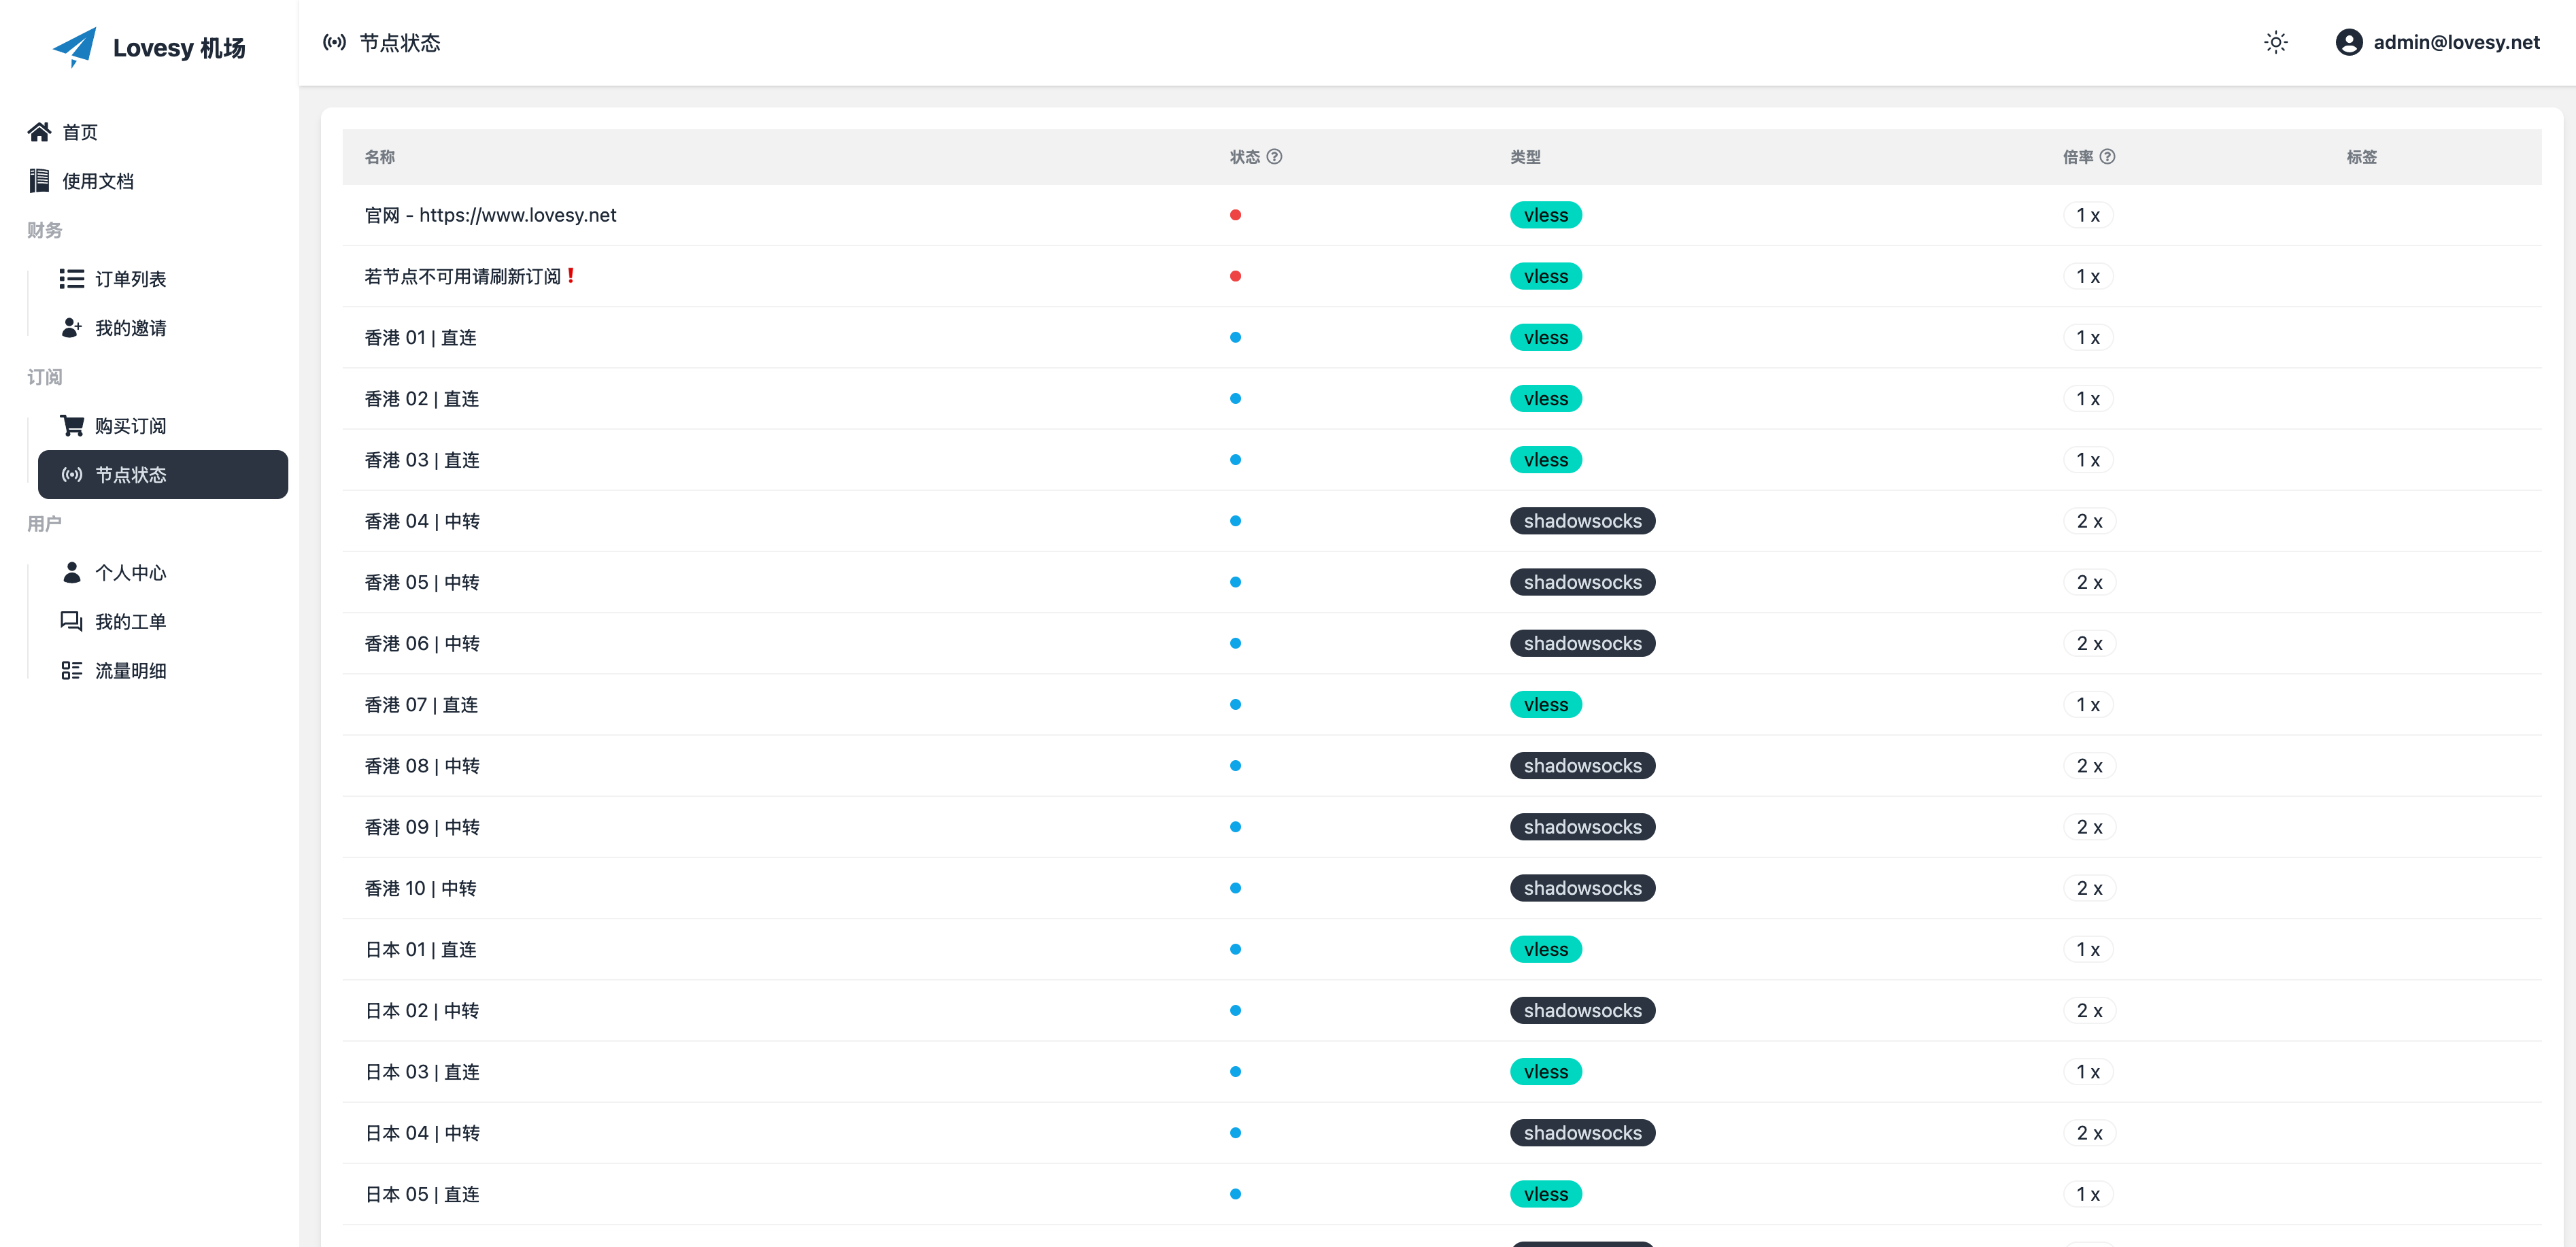 Lovesy 机场
首页
使用文档
财务
订单列表
我的邀请
订阅
购买订阅
节点状态
用户
个人中心
我的工单
流量明细
节点状态
admin@lovesy.net
名称 状态 类型 倍率 标签
官网 - https://www.lovesy.net vless 1 x
若节点不可用请刷新订阅❗ vless 1 x
香港 01 | 直连 vless 1 x
香港 02 | 直连 vless 1 x
香港 03 | 直连 vless 1 x
香港 04 | 中转 shadowsocks 2 x
香港 05 | 中转 shadowsocks 2 x
香港 06 | 中转 shadowsocks 2 x
香港 07 | 直连 vless 1 x
香港 08 | 中转 shadowsocks 2 x
香港 09 | 中转 shadowsocks 2 x
香港 10 | 中转 shadowsocks 2 x
日本 01 | 直连 vless 1 x
日本 02 | 中转 shadowsocks 2 x
日本 03 | 直连 vless 1 x
日本 04 | 中转 shadowsocks 2 x
日本 05 | 直连 vless 1 x